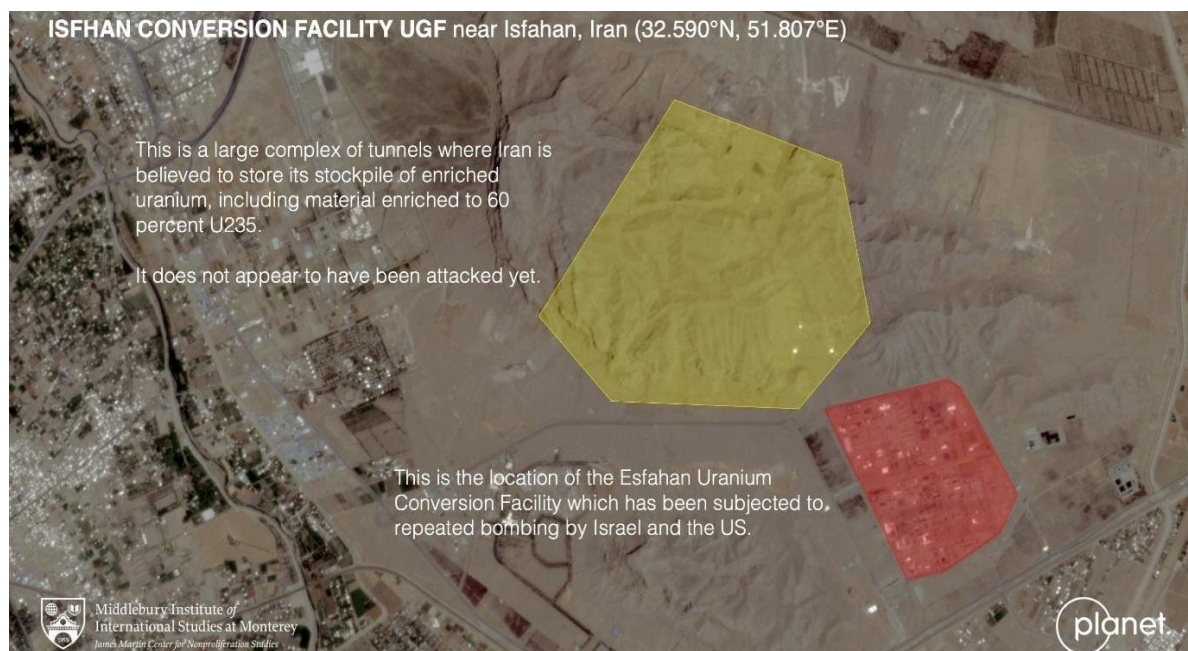 ISFHAN CONVERSION FACILITY UGF near Isfahan, Iran (32.590°N, 51.807°E)
This is a large complex of tunnels where Iran is
believed to store its stockpile of enriched
uranium, including material enriched to 60
percent U235.
It does not appear to have been attacked yet.
This is the location of the Esfahan Uranium
Conversion Facility which has been subjected to
repeated bombing by Israel and the US.
Middlebury Institute of
International Studies at Monterey
James Martin Center for Nonproliferation Studies
planet.